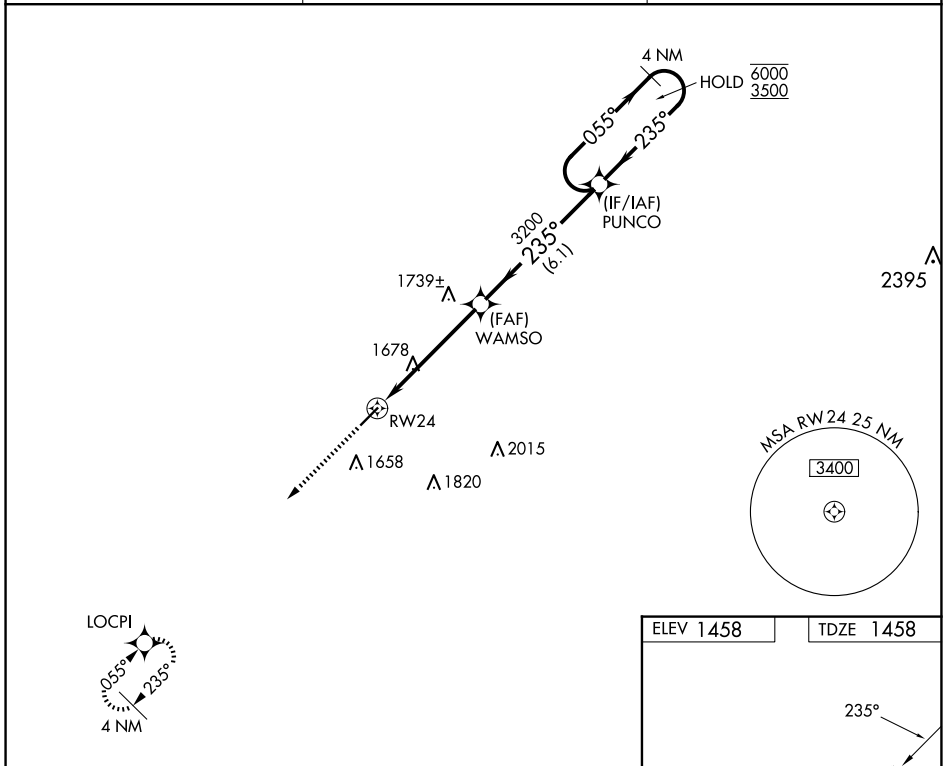 4 NM
HOLD 6000
3500
055°
235°
(IF/IAF)
PUNCO
3200
235°
(6.1)
2395
1739±
(FAF)
WAMSO
1678
RW24
MSA RW24 25 NM
3400
2015
1658
1820
LOCPI
055°
235°
4 NM
ELEV 1458
TDZE 1458
235°